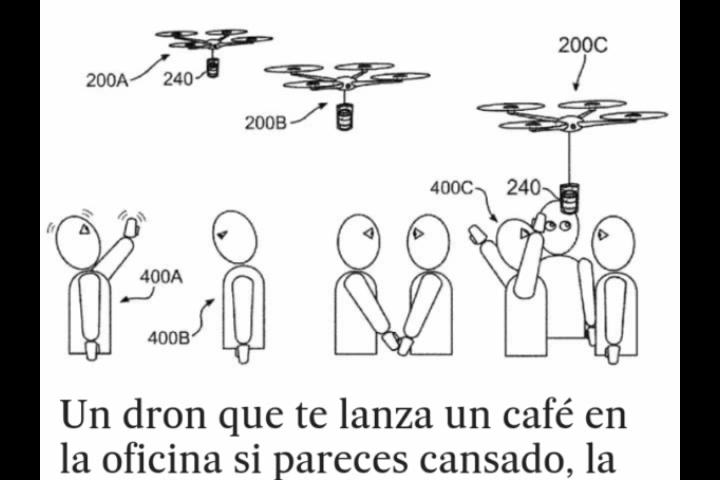 200C
200A
240
200B
400C
240
400A
400B
Un dron que te lanza un café en
la oficina si pareces cansado, la